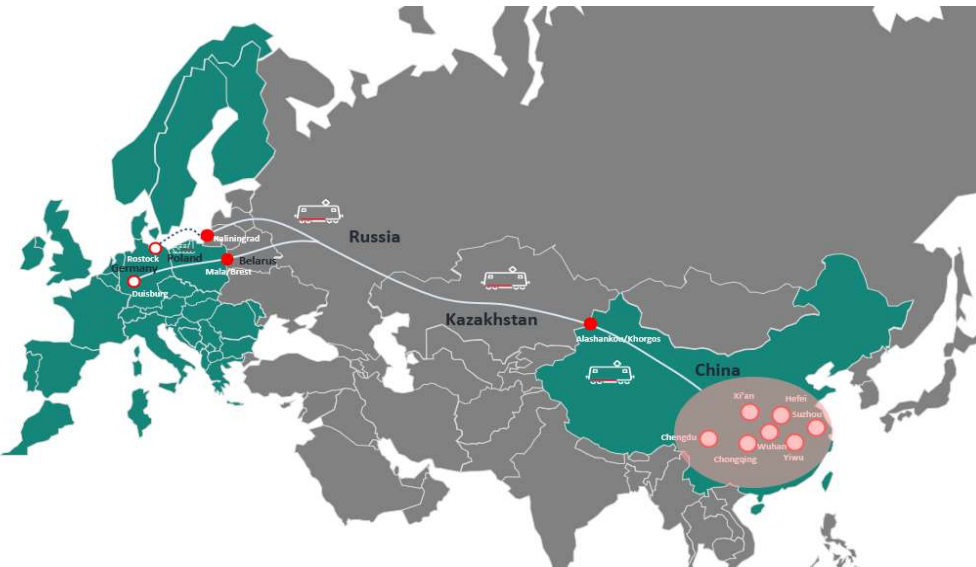 Russia
Kaliningrad
Rostock
Poland
Belarus
Germany
Mala/Brest
Duisburg
Kazakhstan
Alashankou/Khorgos
China
Xi'an
Hefei
Suzhou
Chengdu
Wuhan
Chongqing
Yiwu